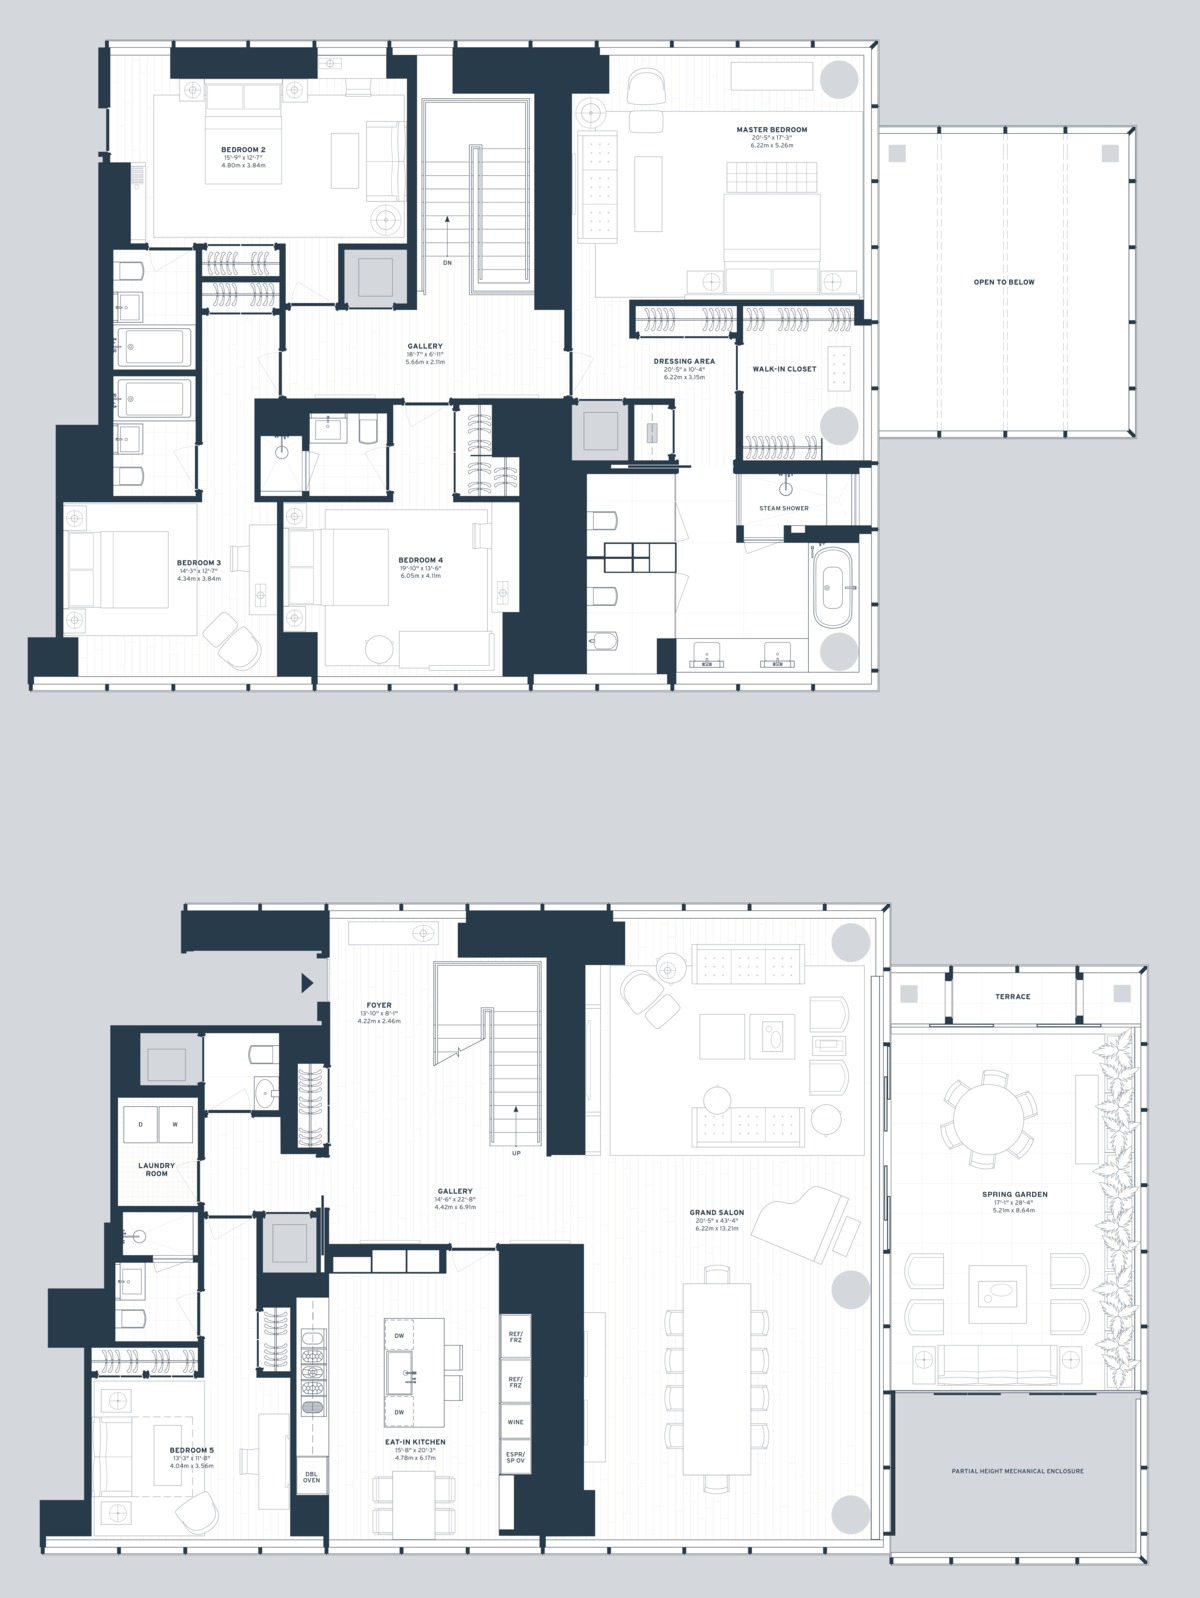 BEDROOM 2
15'-9" x 12'-7"
4.80m x 3.84m
MASTER BEDROOM
20'-5" x 17'-3"
6.22m x 5.26m
DN
OPEN TO BELOW
GALLERY
18'-7" x 6'-11"
5.66m x 2.11m
DRESSING AREA
20'-5" x 10'-4"
6.22m x 3.15m
WALK-IN CLOSET
STEAM SHOWER
BEDROOM 3
14'-3" x 12'-7"
4.34m x 3.84m
BEDROOM 4
19'-10" x 13'-6"
6.05m x 4.11m
FOYER
13'-10" x 8'-1"
4.22m x 2.46m
TERRACE
D
W
LAUNDRY
ROOM
UP
GALLERY
14'-6" x 22'-8"
4.42m x 6.91m
GRAND SALON
20'-5" x 43'-4"
6.22m x 13.21m
SPRING GARDEN
17'-1" x 28'-4"
5.21m x 8.64m
DW
REF/
FRZ
REF/
FRZ
DW
WINE
EAT-IN KITCHEN
15'-8" x 20'-3"
4.78m x 6.17m
ESPR/
SP OV
BEDROOM 5
13'-3" x 11'-8"
4.04m x 3.56m
DBL
OVEN
PARTIAL HEIGHT MECHANICAL ENCLOSURE